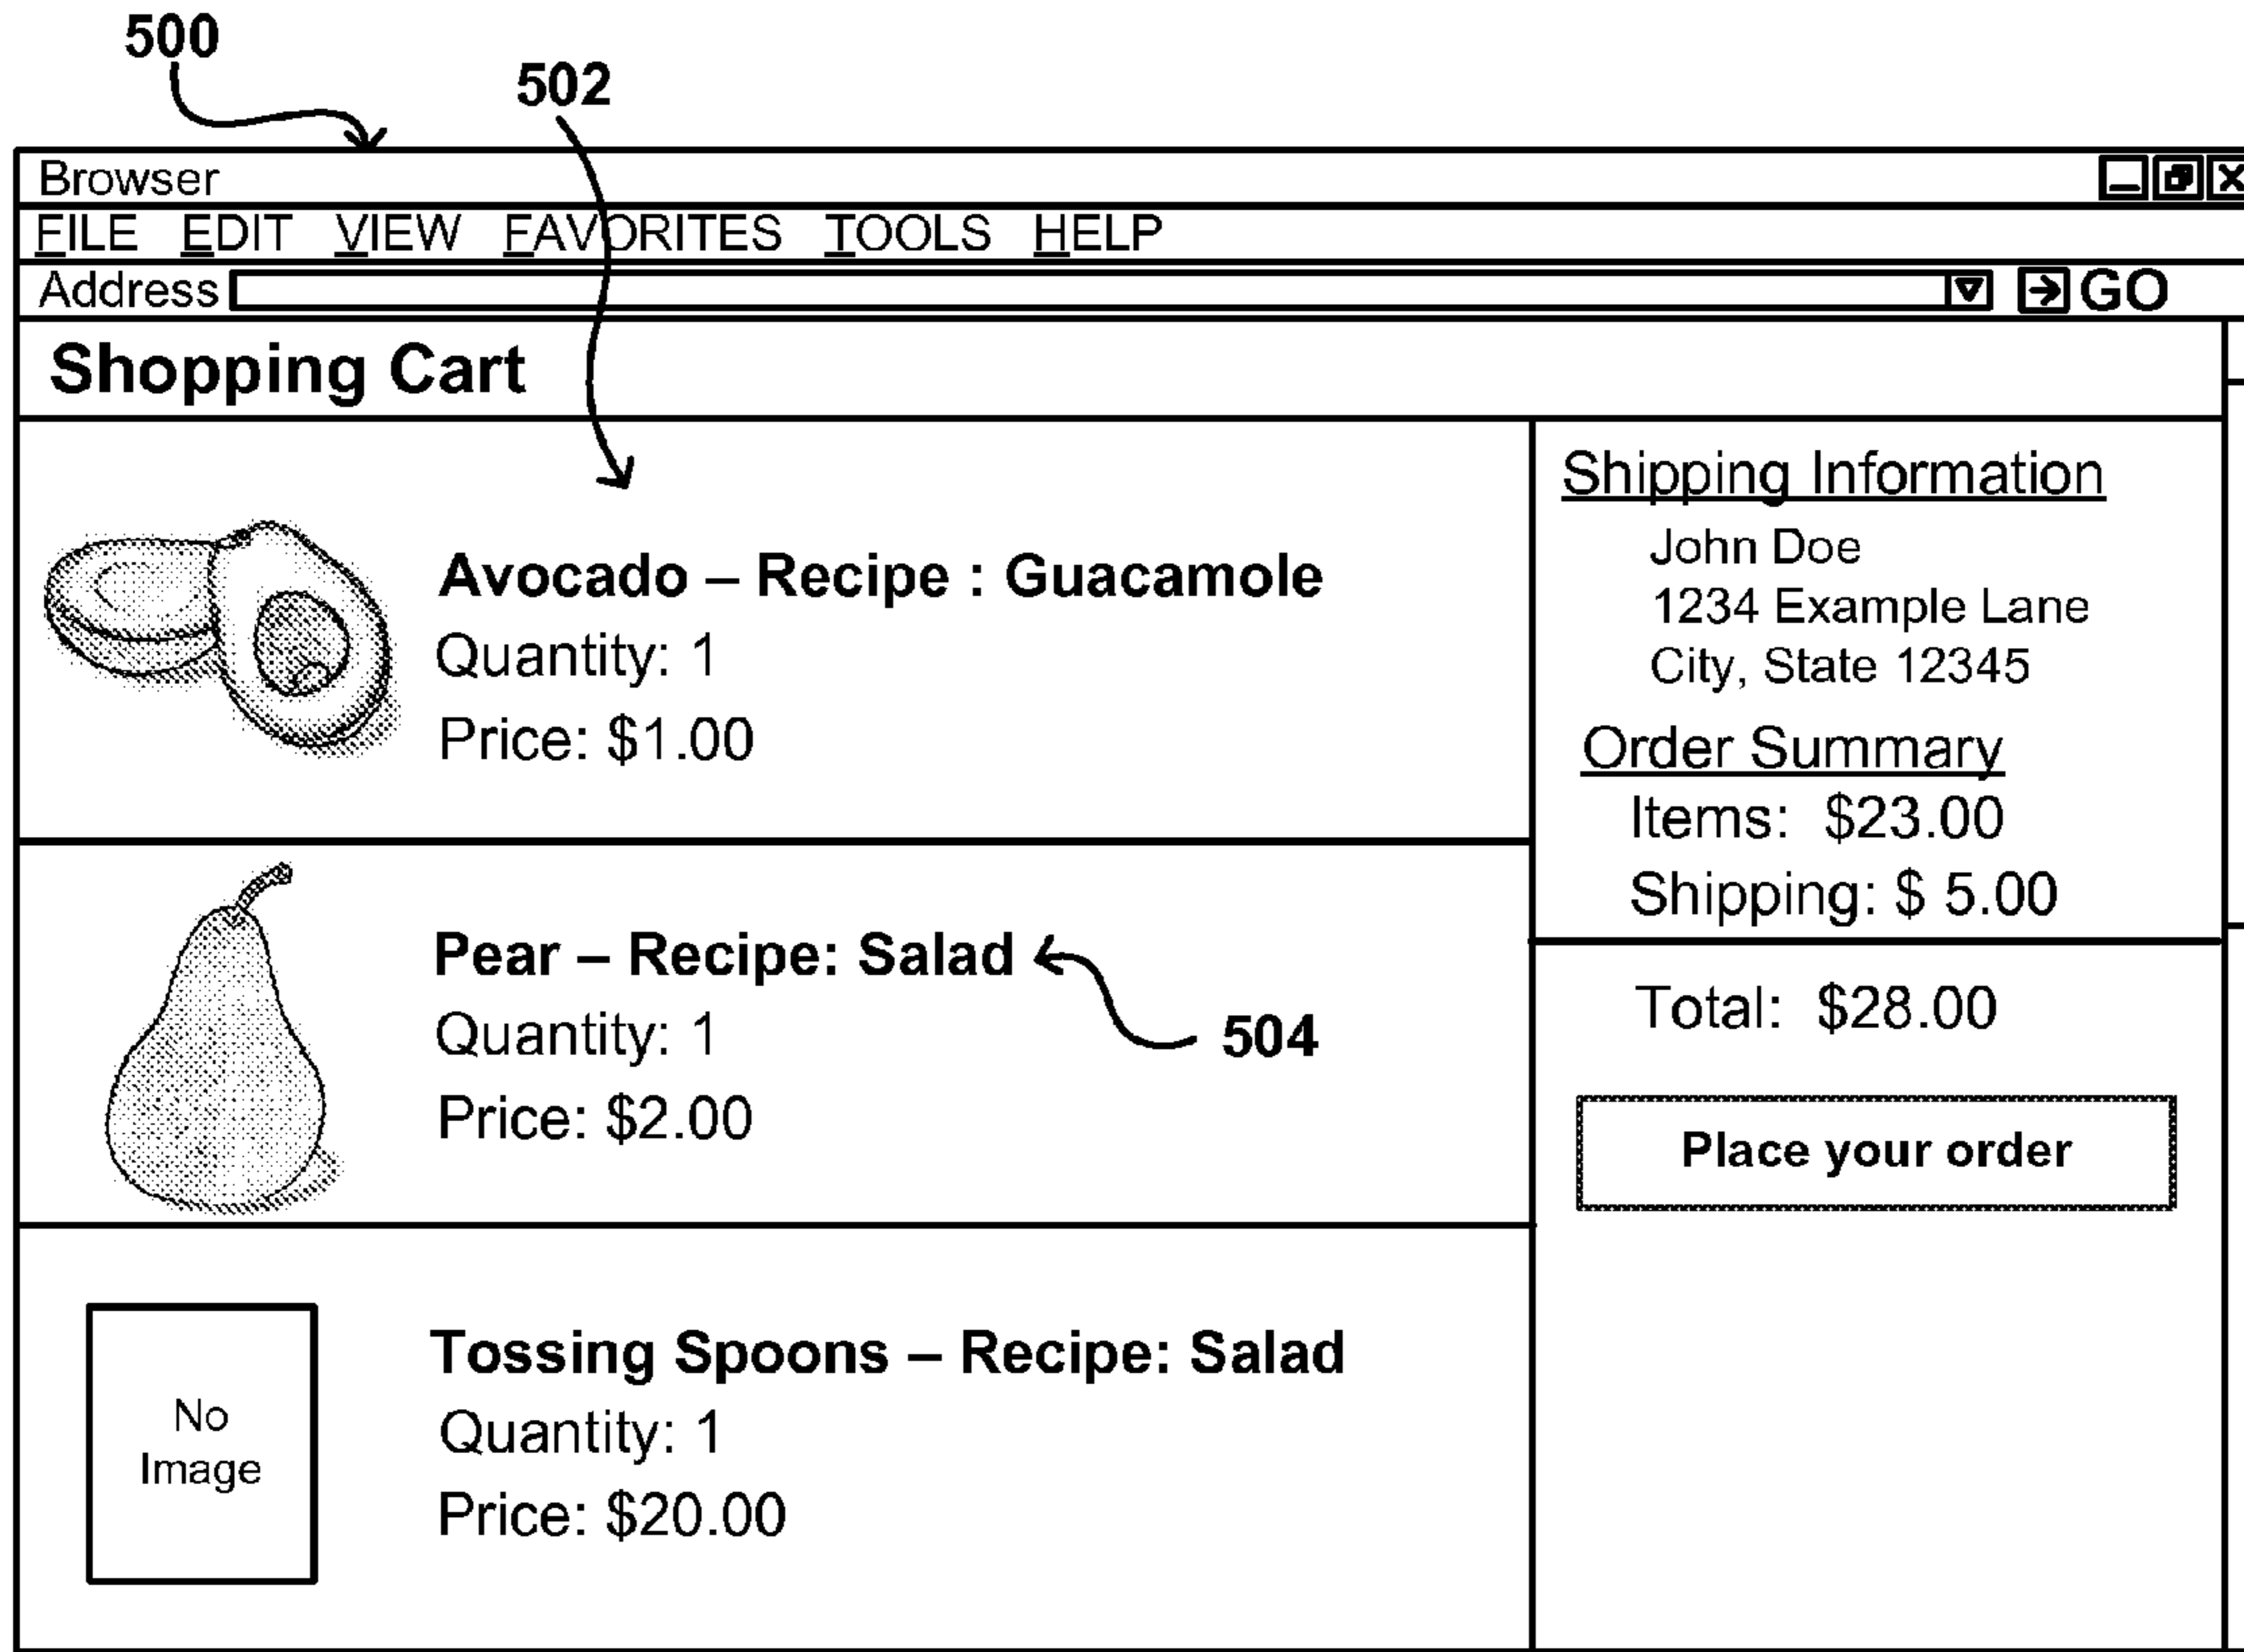 500
502
Browser
FILE EDIT VIEW FAVORITES TOOLS HELP
Address GO
Shopping Cart
Avocado – Recipe : Guacamole
Quantity: 1
Price: $1.00
Pear – Recipe: Salad
504
Quantity: 1
Price: $2.00
No
Image
Tossing Spoons – Recipe: Salad
Quantity: 1
Price: $20.00
Shipping Information
John Doe
1234 Example Lane
City, State 12345
Order Summary
Items: $23.00
Shipping: $ 5.00
Total: $28.00
Place your order